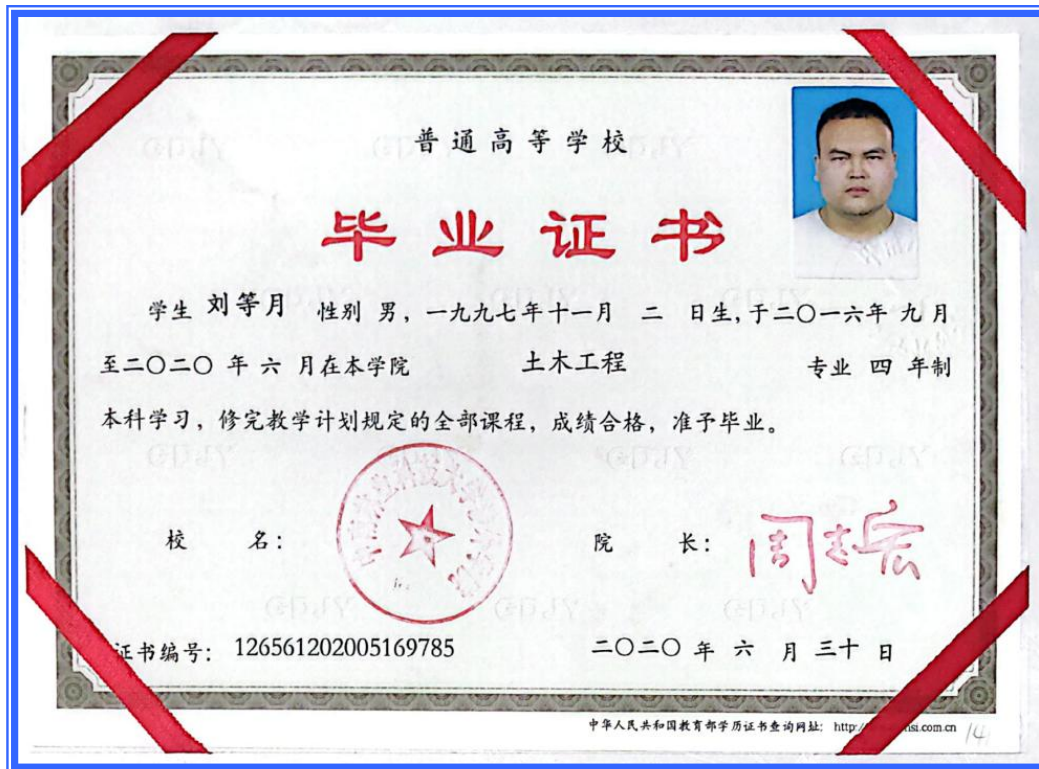 普通高等学校
毕业证书
学生 刘等月 性别 男，一九九七年十一月 二 日生，于二〇一六年 九 月
至二〇二〇 年 六 月在本学院 土木工程 专业 四 年制
本科学习，修完教学计划规定的全部课程，成绩合格，准予毕业。
校 名： 院 长：
证书编号： 126561202005169785 二〇二〇 年 六 月 三十 日
中华人民共和国教育部学历证书查询网址： http:/ si.com.cn 14